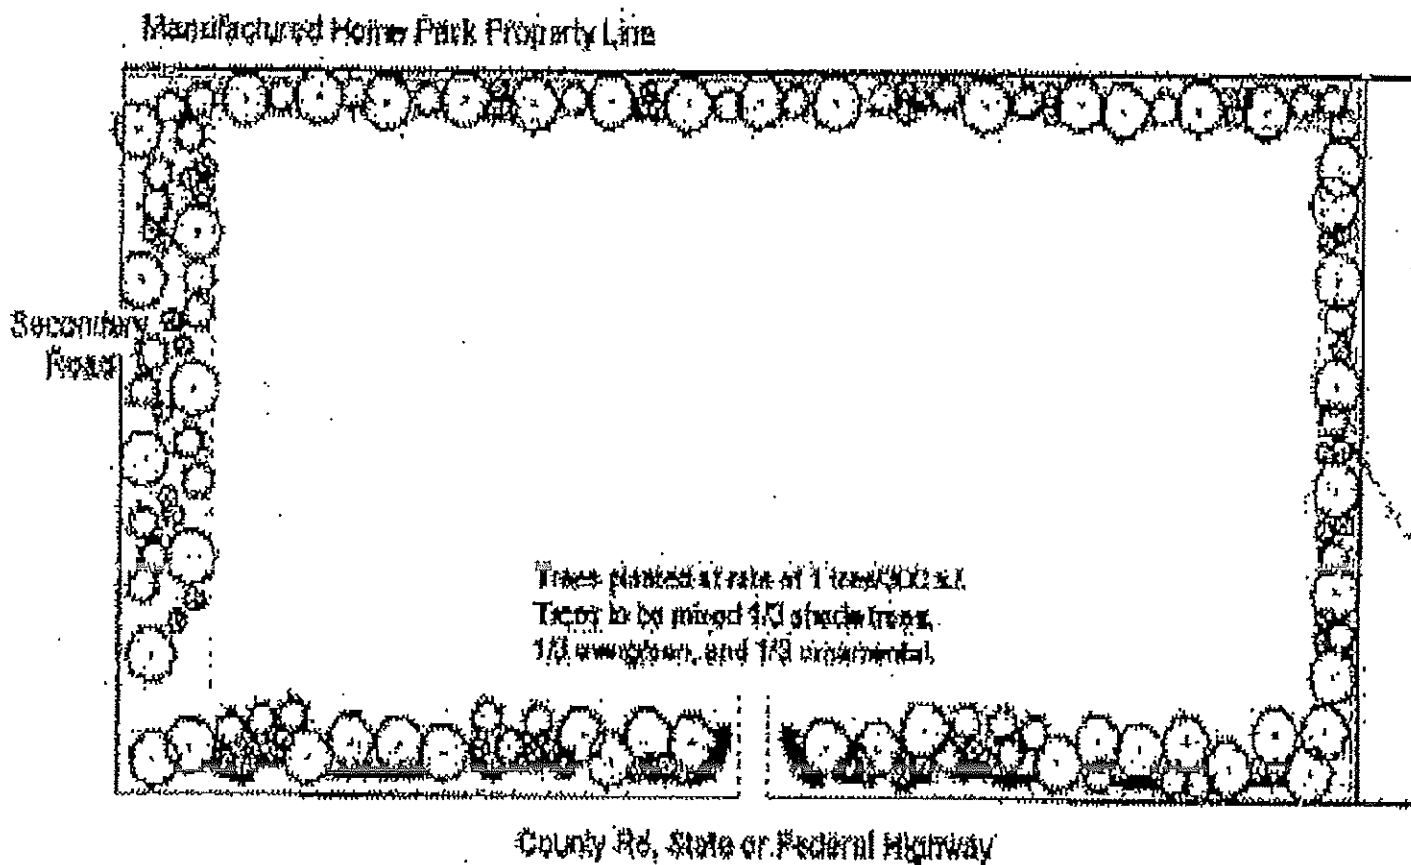 Manufactured Home Park Property Line
Secondary
Road
Trees planted at rate of 1 tree/300 s.f.
Trees to be mixed 1/3 shade trees,
1/3 evergreen, and 1/3 ornamental.
County Rd, State or Federal Highway